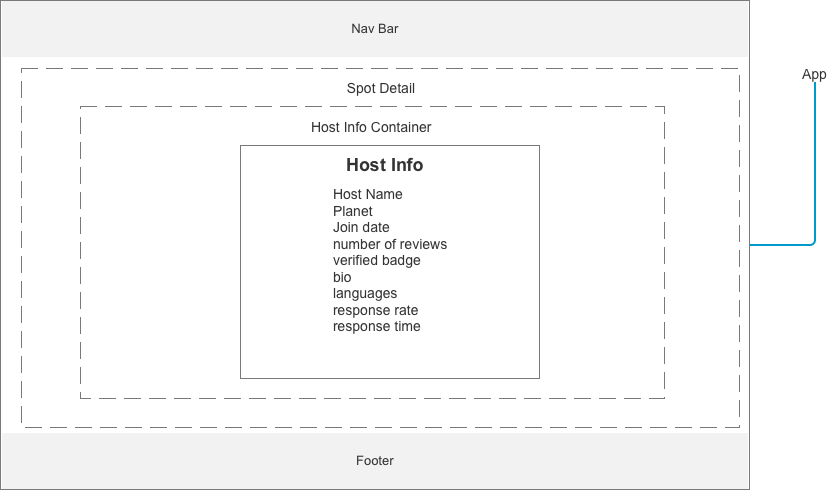 Nav Bar
App
Spot Detail
Host Info Container
Host Info
Host Name
Planet
Join date
number of reviews
verified badge
bio
languages
response rate
response time
Footer